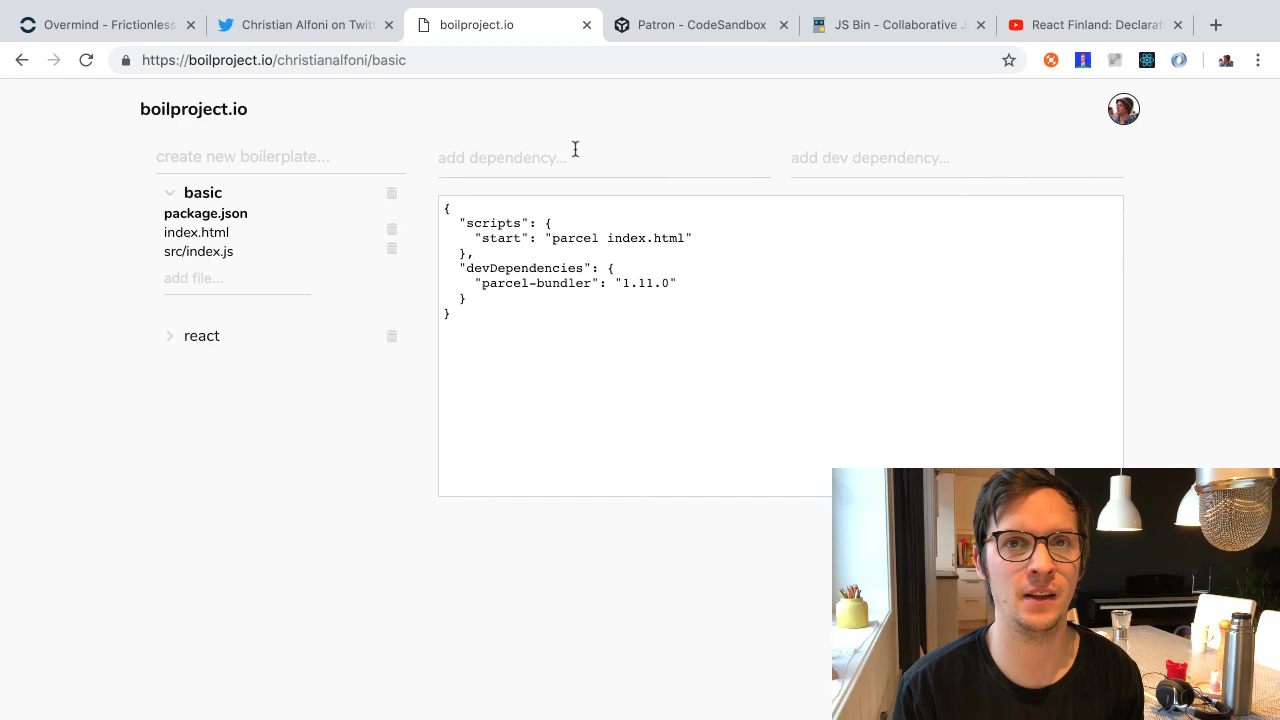 Overmind - Frictionless
Christian Alfoni on Twitt
boilproject.io
Patron - CodeSandbox
JS Bin - Collaborative J
React Finland: Declarati
https://boilproject.io/christianalfoni/basic
boilproject.io
create new boilerplate...
add dependency...
add dev dependency...
basic
package.json
index.html
src/index.js
add file...
react
{
"scripts": {
"start": "parcel index.html"
},
"devDependencies": {
"parcel-bundler": "1.11.0"
}
}